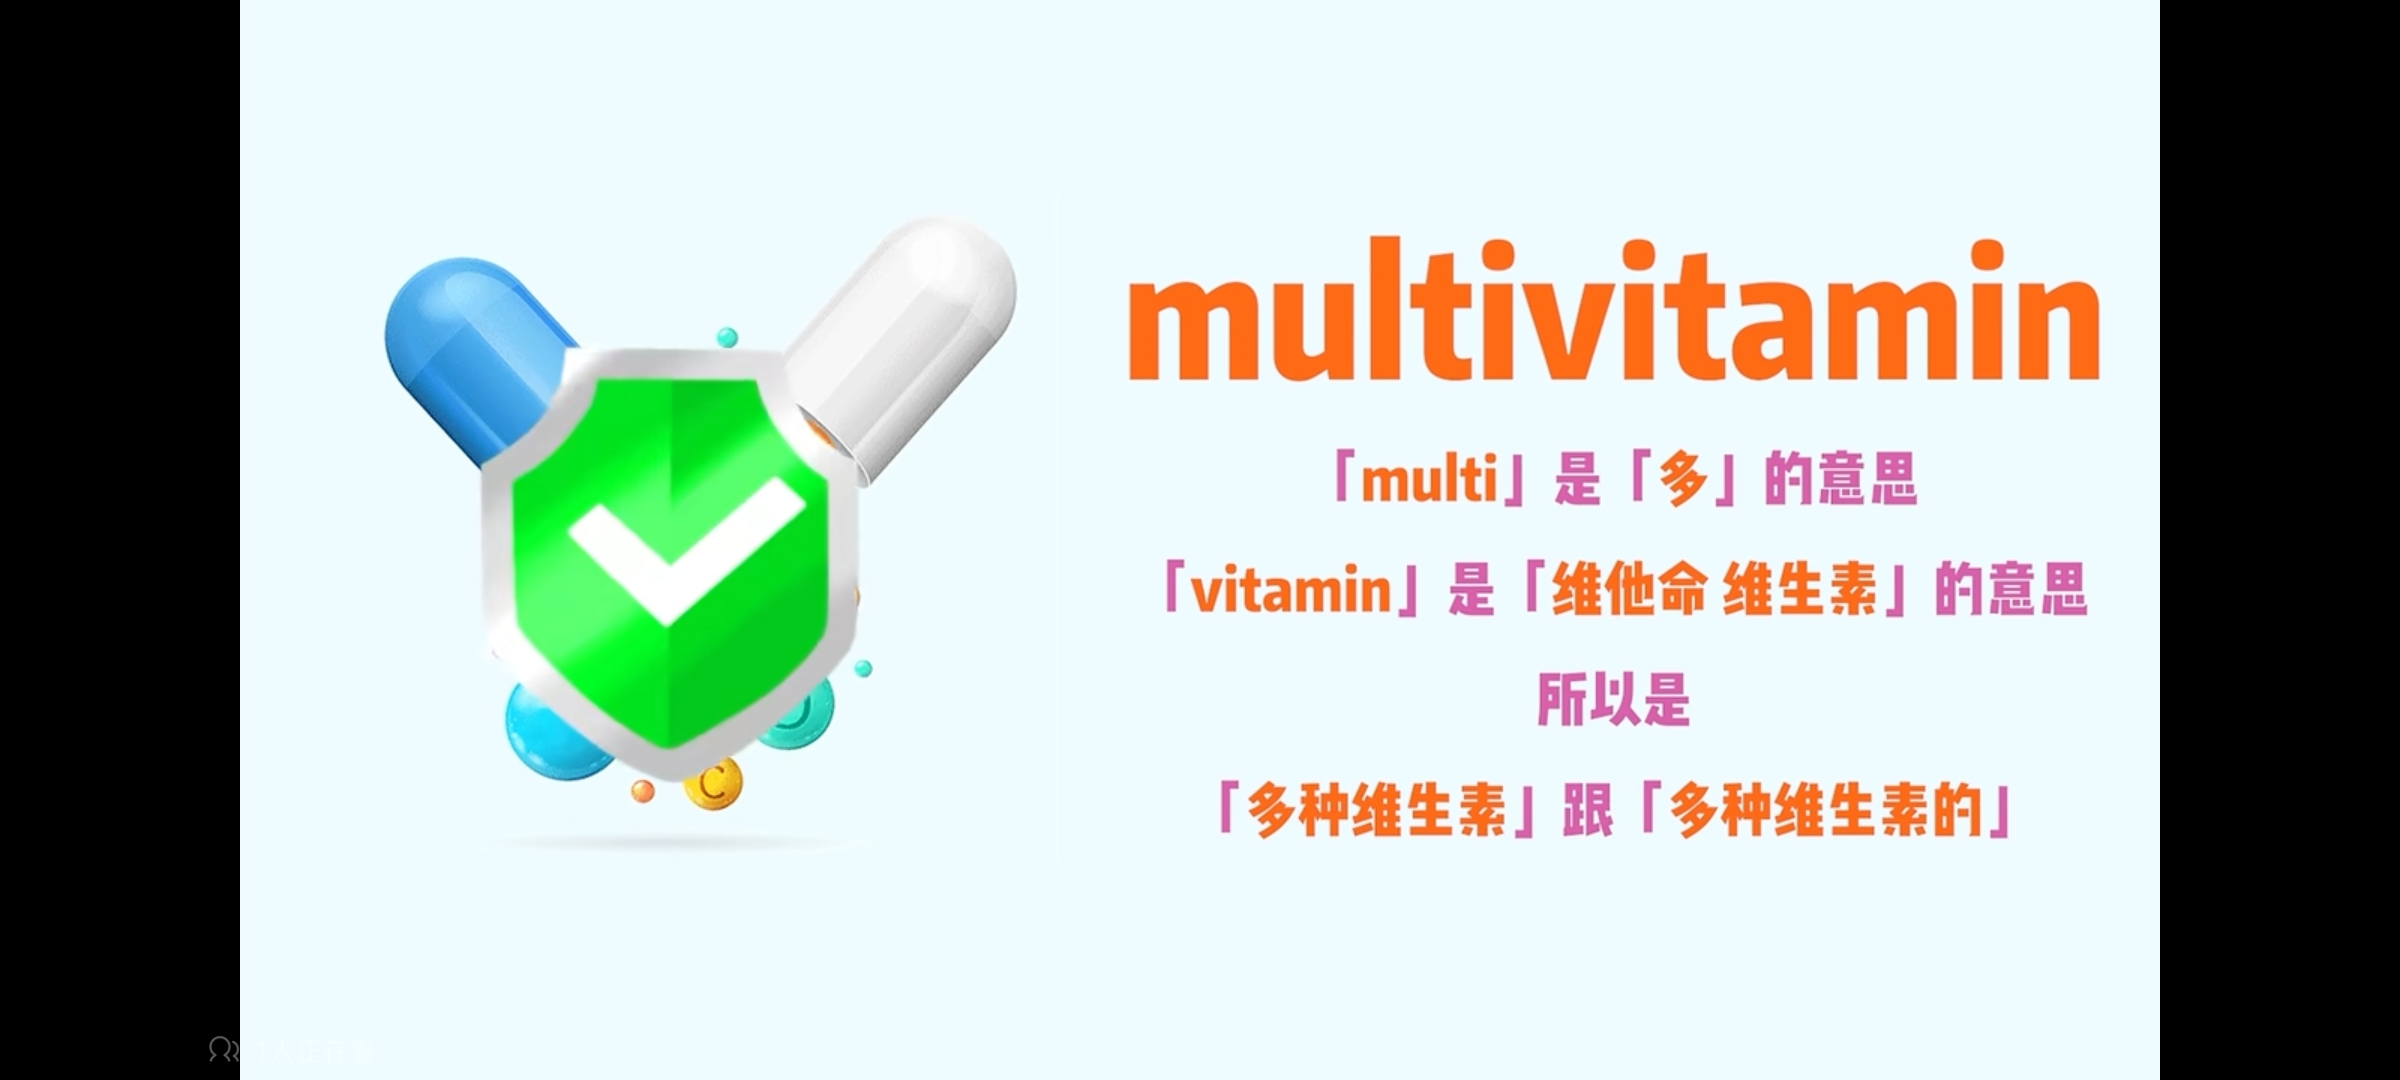 multivitamin
「multi」是「多」的意思
「vitamin」是「维他命 维生素」的意思
所以是
「多种维生素」跟「多种维生素的」
C